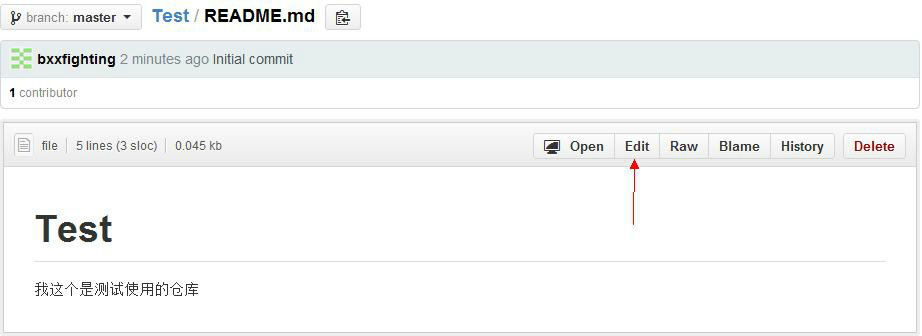 branch: master Test / README.md
bxxfighting 2 minutes ago Initial commit
1 contributor
file 5 lines (3 sloc) 0.045 kb Open Edit Raw Blame History Delete
Test
我这个是测试使用的仓库